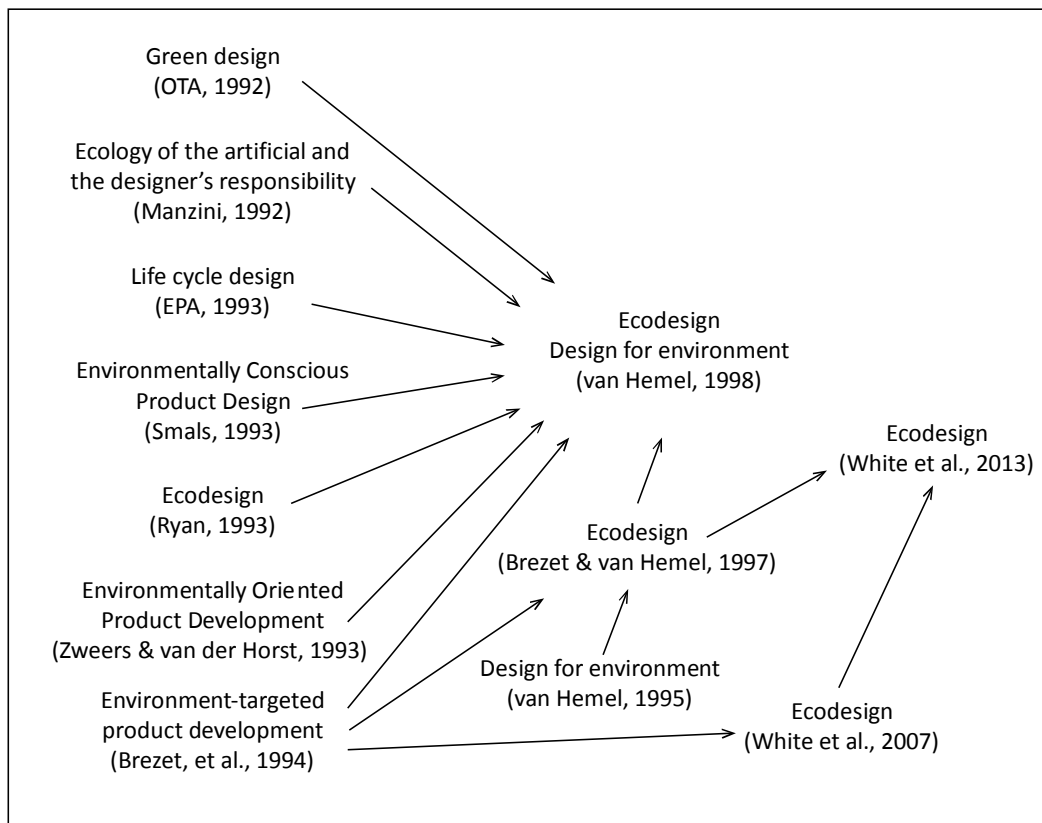 Green design
(OTA, 1992)
Ecology of the artificial and
the designer’s responsibility
(Manzini, 1992)
Life cycle design
(EPA, 1993)
Environmentally Conscious
Product Design
(Smals, 1993)
Ecodesign
(Ryan, 1993)
Environmentally Oriented
Product Development
(Zweers & van der Horst, 1993)
Environment-targeted
product development
(Brezet, et al., 1994)
Ecodesign
Design for environment
(van Hemel, 1998)
Ecodesign
(Brezet & van Hemel, 1997)
Design for environment
(van Hemel, 1995)
Ecodesign
(White et al., 2013)
Ecodesign
(White et al., 2007)